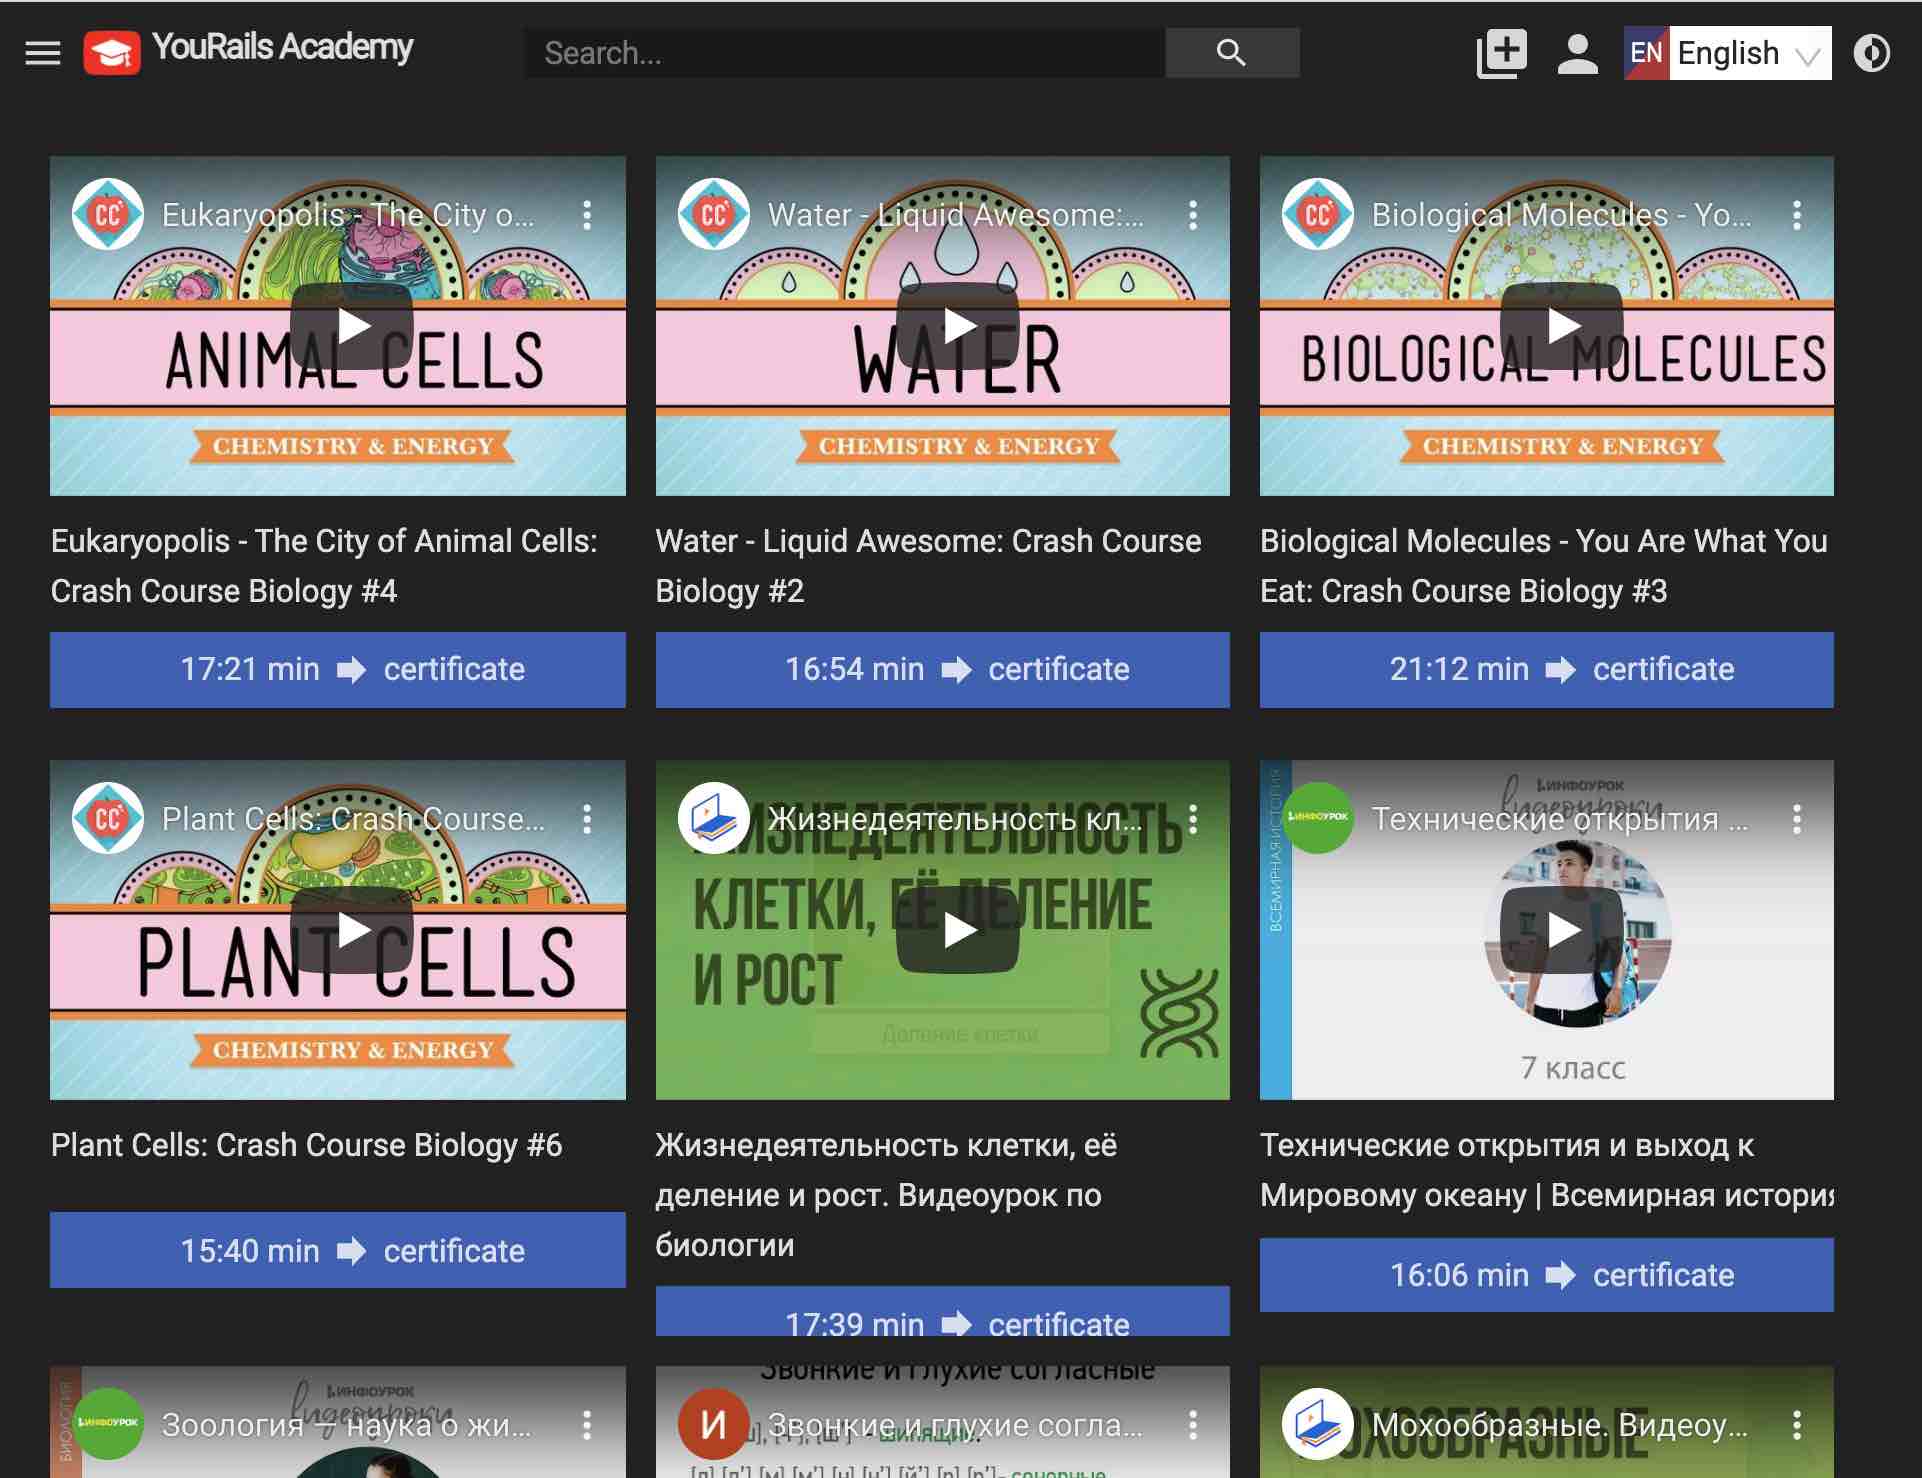 YouRails Academy
Search...
EN English
CC Eukaryopolis - The City o...
ANIMAL CELLS
CHEMISTRY & ENERGY
CC Water - Liquid Awesome:...
WATER
CHEMISTRY & ENERGY
CC Biological Molecules - Yo...
BIOLOGICAL MOLECULES
CHEMISTRY & ENERGY
Eukaryopolis - The City of Animal Cells:
Crash Course Biology #4
Water - Liquid Awesome: Crash Course
Biology #2
Biological Molecules - You Are What You
Eat: Crash Course Biology #3
17:21 min certificate
16:54 min certificate
21:12 min certificate
CC Plant Cells: Crash Course...
PLANT CELLS
CHEMISTRY & ENERGY
Жизнедеятельность кл...
ЖИЗНЕДЕЯТЕЛЬНОСТЬ
КЛЕТКИ, ЕЁ ДЕЛЕНИЕ
И РОСТ
Деление клетки
ВСЕМИРНАЯ ИСТОРИЯ
ИНФОУРОК
видеоуроки
ИНФОУРОК Технические открытия ...
7 класс
Plant Cells: Crash Course Biology #6
Жизнедеятельность клетки, её
деление и рост. Видеоурок по
биологии
Технические открытия и выход к
Мировому океану | Всемирная история
15:40 min certificate
17:39 min certificate
16:06 min certificate
БИОЛОГИЯ
ИНФОУРОК
видеоуроки
ИНФОУРОК Зоология — наука о жи...
Звонкие и глухие согласные
И Звонкие и глухие согла...
- шипящие.
[л] [л'] [м] [м'] [н] [н'] [й'] [р] [р']- сонорные
Мохообразные. Видеоу...
МОХООБРАЗНЫЕ